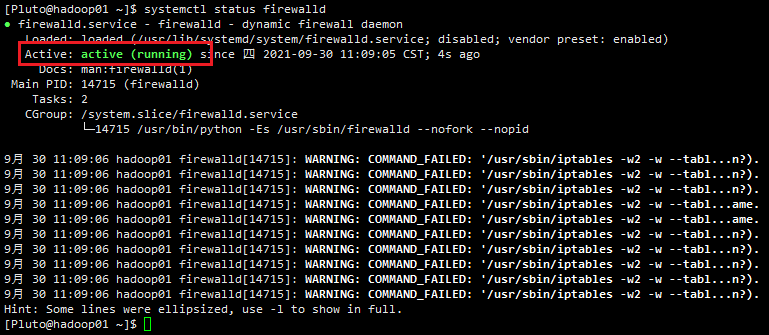 [Pluto@hadoop01 ~]$ systemctl status firewalld
● firewalld.service - firewalld - dynamic firewall daemon
   Loaded: loaded (/usr/lib/systemd/system/firewalld.service; disabled; vendor preset: enabled)
   Active: active (running) since 四 2021-09-30 11:09:05 CST; 4s ago
     Docs: man:firewalld(1)
 Main PID: 14715 (firewalld)
    Tasks: 2
   CGroup: /system.slice/firewalld.service
           └─14715 /usr/bin/python -Es /usr/sbin/firewalld --nofork --nopid
9月 30 11:09:06 hadoop01 firewalld[14715]: WARNING: COMMAND_FAILED: '/usr/sbin/iptables -w2 -w --tabl...n?).
9月 30 11:09:06 hadoop01 firewalld[14715]: WARNING: COMMAND_FAILED: '/usr/sbin/iptables -w2 -w --tabl...n?).
9月 30 11:09:06 hadoop01 firewalld[14715]: WARNING: COMMAND_FAILED: '/usr/sbin/iptables -w2 -w --tabl...n?).
9月 30 11:09:06 hadoop01 firewalld[14715]: WARNING: COMMAND_FAILED: '/usr/sbin/iptables -w2 -w --tabl...ame.
9月 30 11:09:06 hadoop01 firewalld[14715]: WARNING: COMMAND_FAILED: '/usr/sbin/iptables -w2 -w --tabl...ame.
9月 30 11:09:06 hadoop01 firewalld[14715]: WARNING: COMMAND_FAILED: '/usr/sbin/iptables -w2 -w --tabl...n?).
9月 30 11:09:06 hadoop01 firewalld[14715]: WARNING: COMMAND_FAILED: '/usr/sbin/iptables -w2 -w --tabl...n?).
9月 30 11:09:06 hadoop01 firewalld[14715]: WARNING: COMMAND_FAILED: '/usr/sbin/iptables -w2 -w --tabl...n?).
9月 30 11:09:06 hadoop01 firewalld[14715]: WARNING: COMMAND_FAILED: '/usr/sbin/iptables -w2 -w --tabl...n?).
9月 30 11:09:06 hadoop01 firewalld[14715]: WARNING: COMMAND_FAILED: '/usr/sbin/iptables -w2 -w --tabl...n?).
Hint: Some lines were ellipsized, use -l to show in full.
[Pluto@hadoop01 ~]$